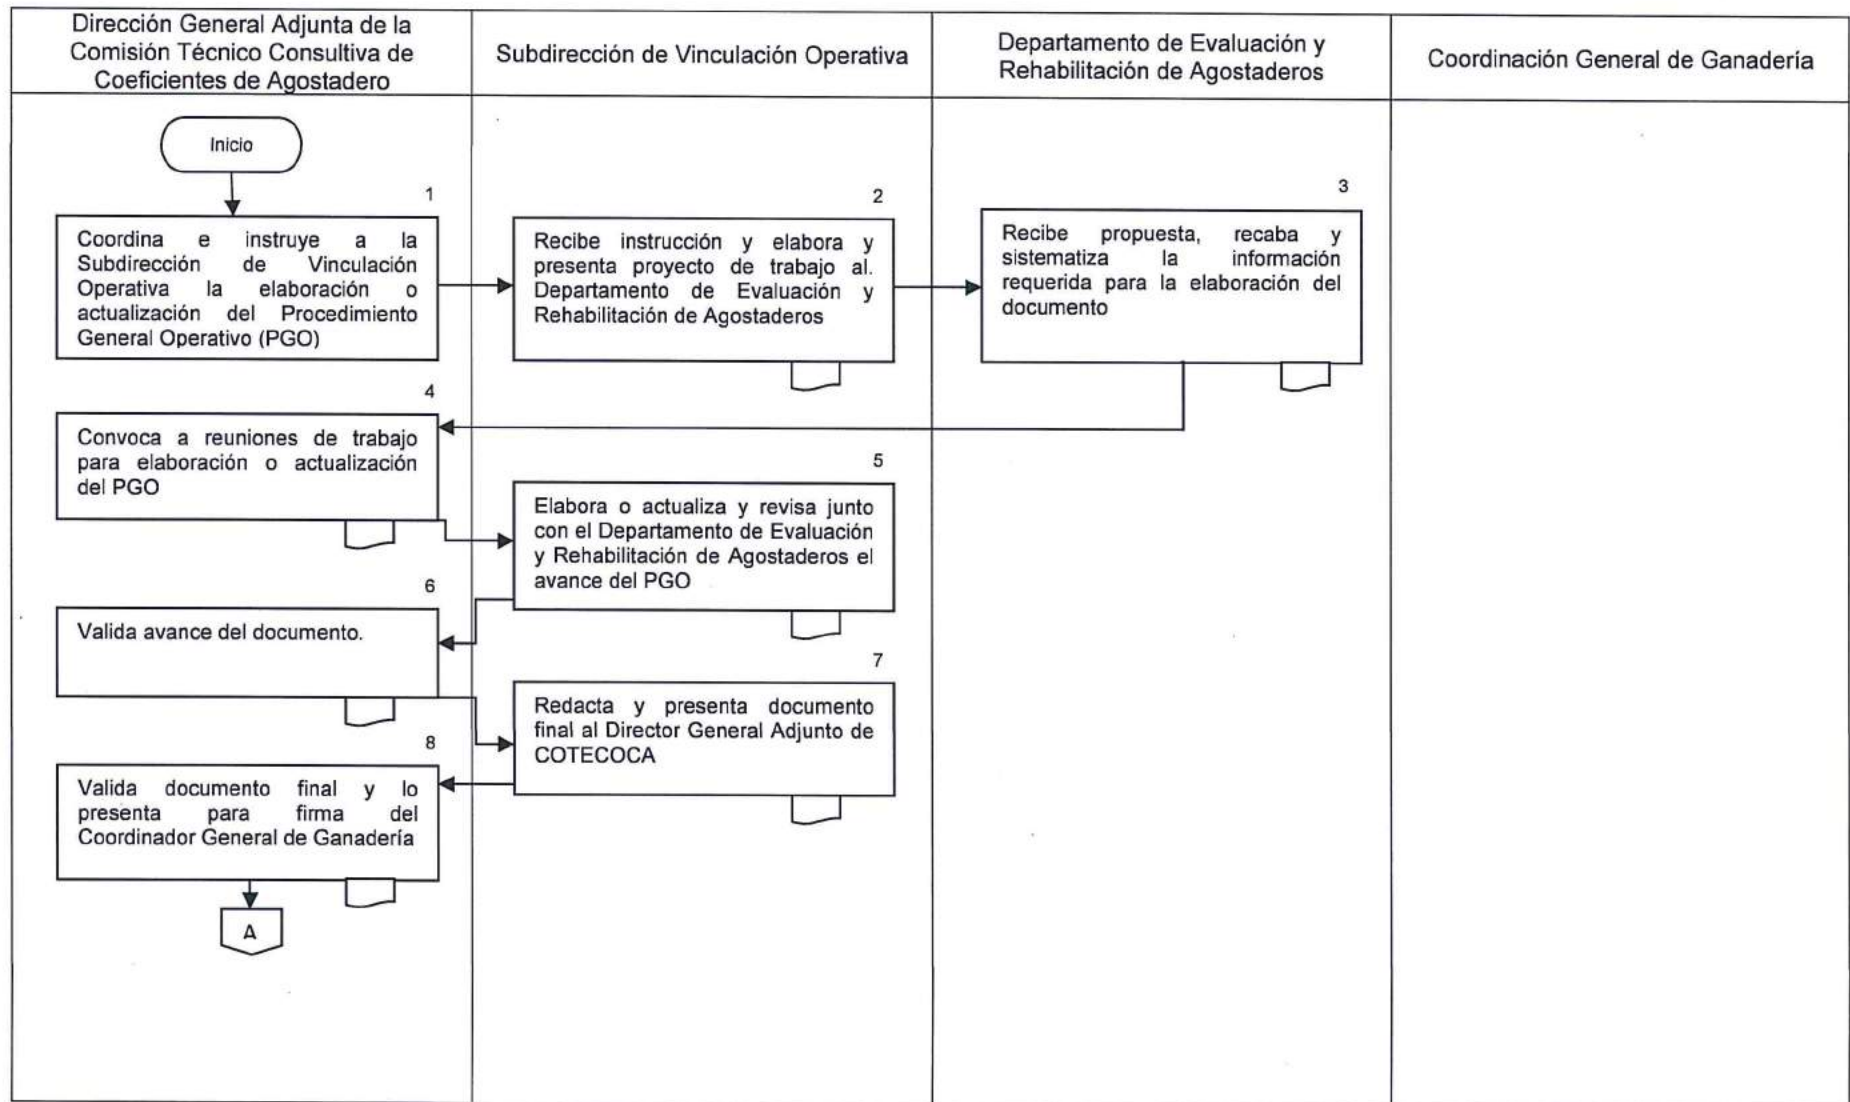 Dirección General Adjunta de la
Comisión Técnico Consultiva de
Coeficientes de Agostadero
Subdirección de Vinculación Operativa
Departamento de Evaluación y
Rehabilitación de Agostaderos
Coordinación General de Ganadería
Inicio
1
Coordina e instruye a la
Subdirección de Vinculación
Operativa la elaboración o
actualización del Procedimiento
General Operativo (PGO)
2
Recibe instrucción y elabora y
presenta proyecto de trabajo al.
Departamento de Evaluación y
Rehabilitación de Agostaderos
3
Recibe propuesta, recaba y
sistematiza la información
requerida para la elaboración del
documento
4
Convoca a reuniones de trabajo
para elaboración o actualización
del PGO
5
Elabora o actualiza y revisa junto
con el Departamento de Evaluación
y Rehabilitación de Agostaderos el
avance del PGO
6
Valida avance del documento.
7
Redacta y presenta documento
final al Director General Adjunto de
COTECOCA
8
Valida documento final y lo
presenta para firma del
Coordinador General de Ganadería
A